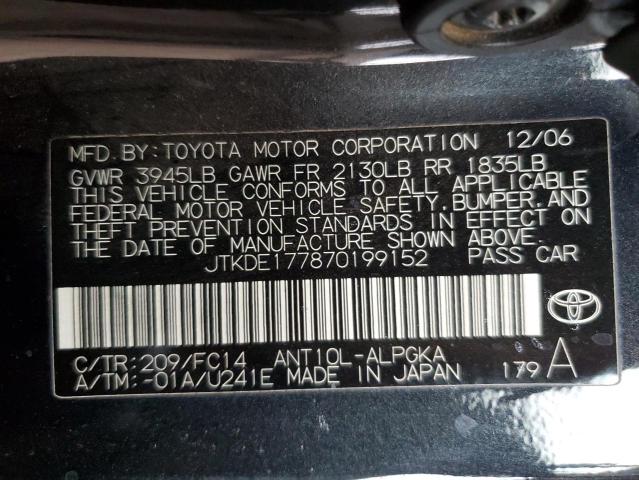 MFD. BY: TOYOTA MOTOR CORPORATION 12/06
GVWR 3945LB GAWR FR 2130LB RR 1835LB
THIS VEHICLE CONFORMS TO ALL APPLICABLE
FEDERAL MOTOR VEHICLE SAFETY, BUMPER, AND
THEFT PREVENTION STANDARDS IN EFFECT ON
THE DATE OF MANUFACTURE SHOWN ABOVE.
JTKDE177870199152 PASS CAR
C/TR: 209/FC14 ANT10L-ALPGKA
A/TM: -01A/U241E MADE IN JAPAN 179 A